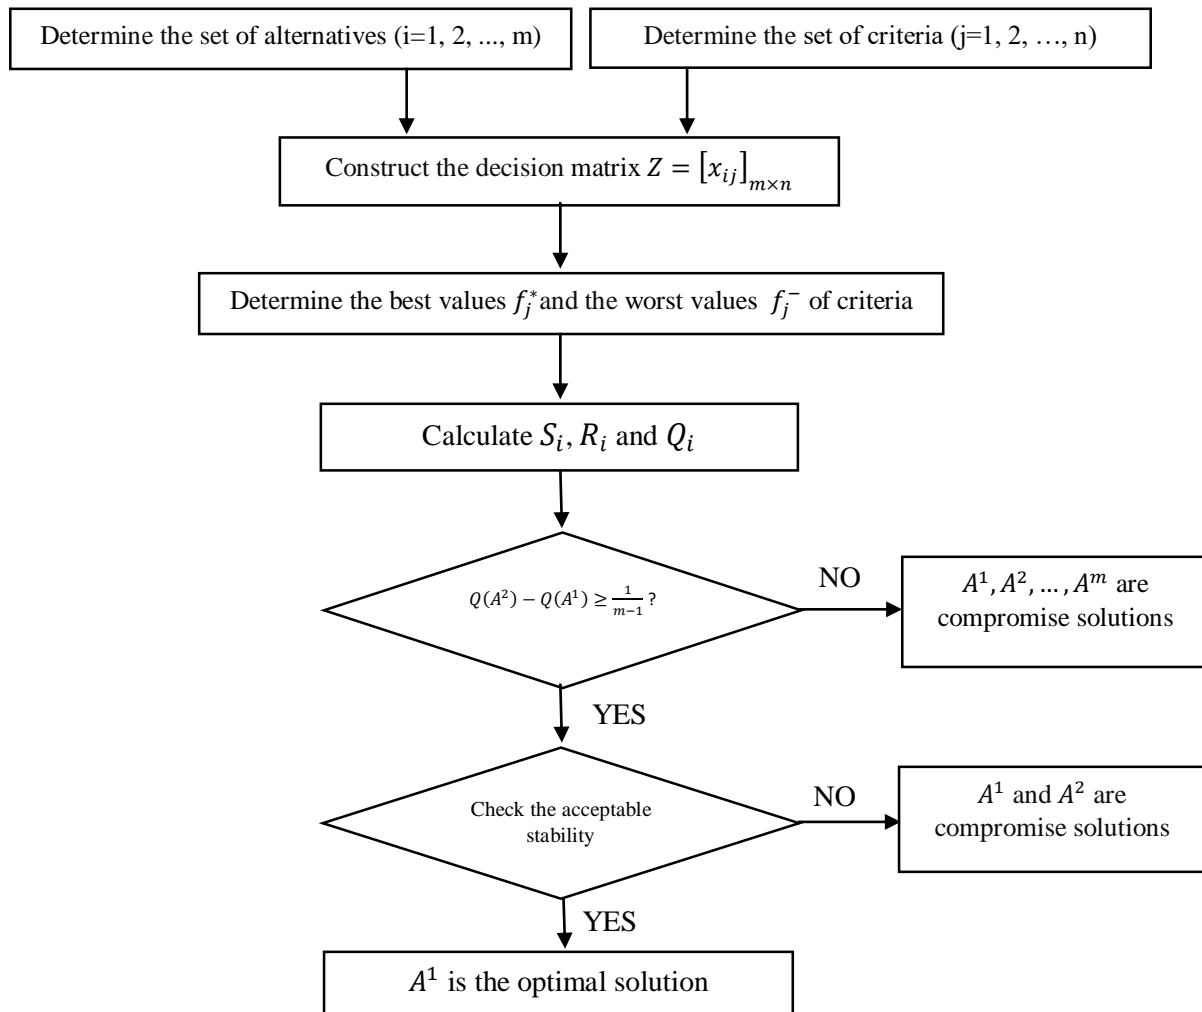 Determine the set of alternatives (i=1, 2, ..., m)
Determine the set of criteria (j=1, 2, …, n)
Construct the decision matrix Z = [x_{ij}]_{m×n}
Determine the best values f_j^* and the worst values f_j^- of criteria
Calculate S_i, R_i and Q_i
Q(A^2) − Q(A^1) ≥ \frac{1}{m−1} ?
NO
A^1, A^2, … , A^m are
compromise solutions
YES
Check the acceptable
stability
NO
A^1 and A^2 are
compromise solutions
YES
A^1 is the optimal solution